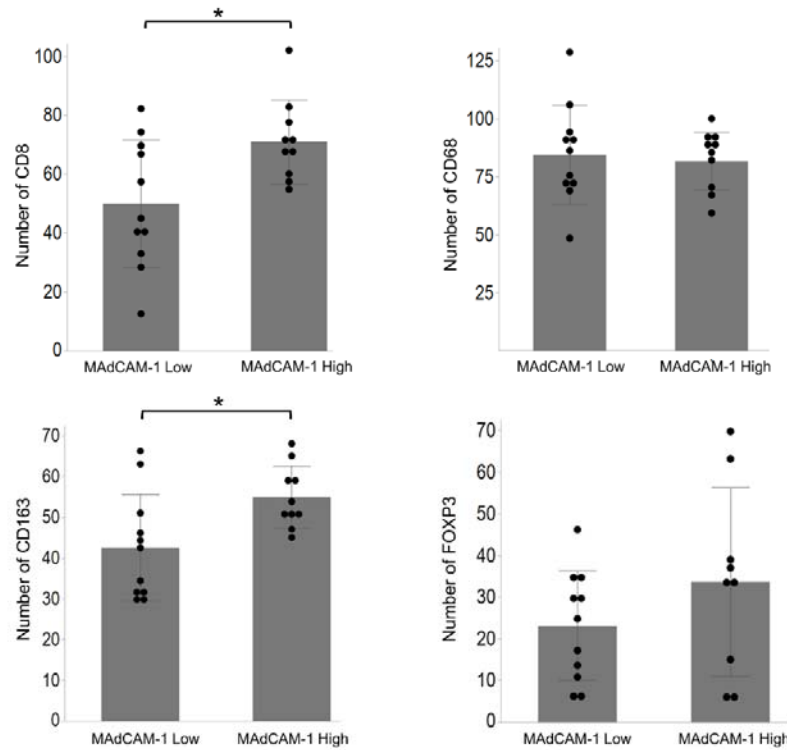 *
100
80
60
40
20
0
Number of CD8
MAdCAM-1 Low
MAdCAM-1 High
125
100
75
50
25
Number of CD68
MAdCAM-1 Low
MAdCAM-1 High
*
70
60
50
40
30
20
10
0
Number of CD163
MAdCAM-1 Low
MAdCAM-1 High
70
60
50
40
30
20
10
0
Number of FOXP3
MAdCAM-1 Low
MAdCAM-1 High